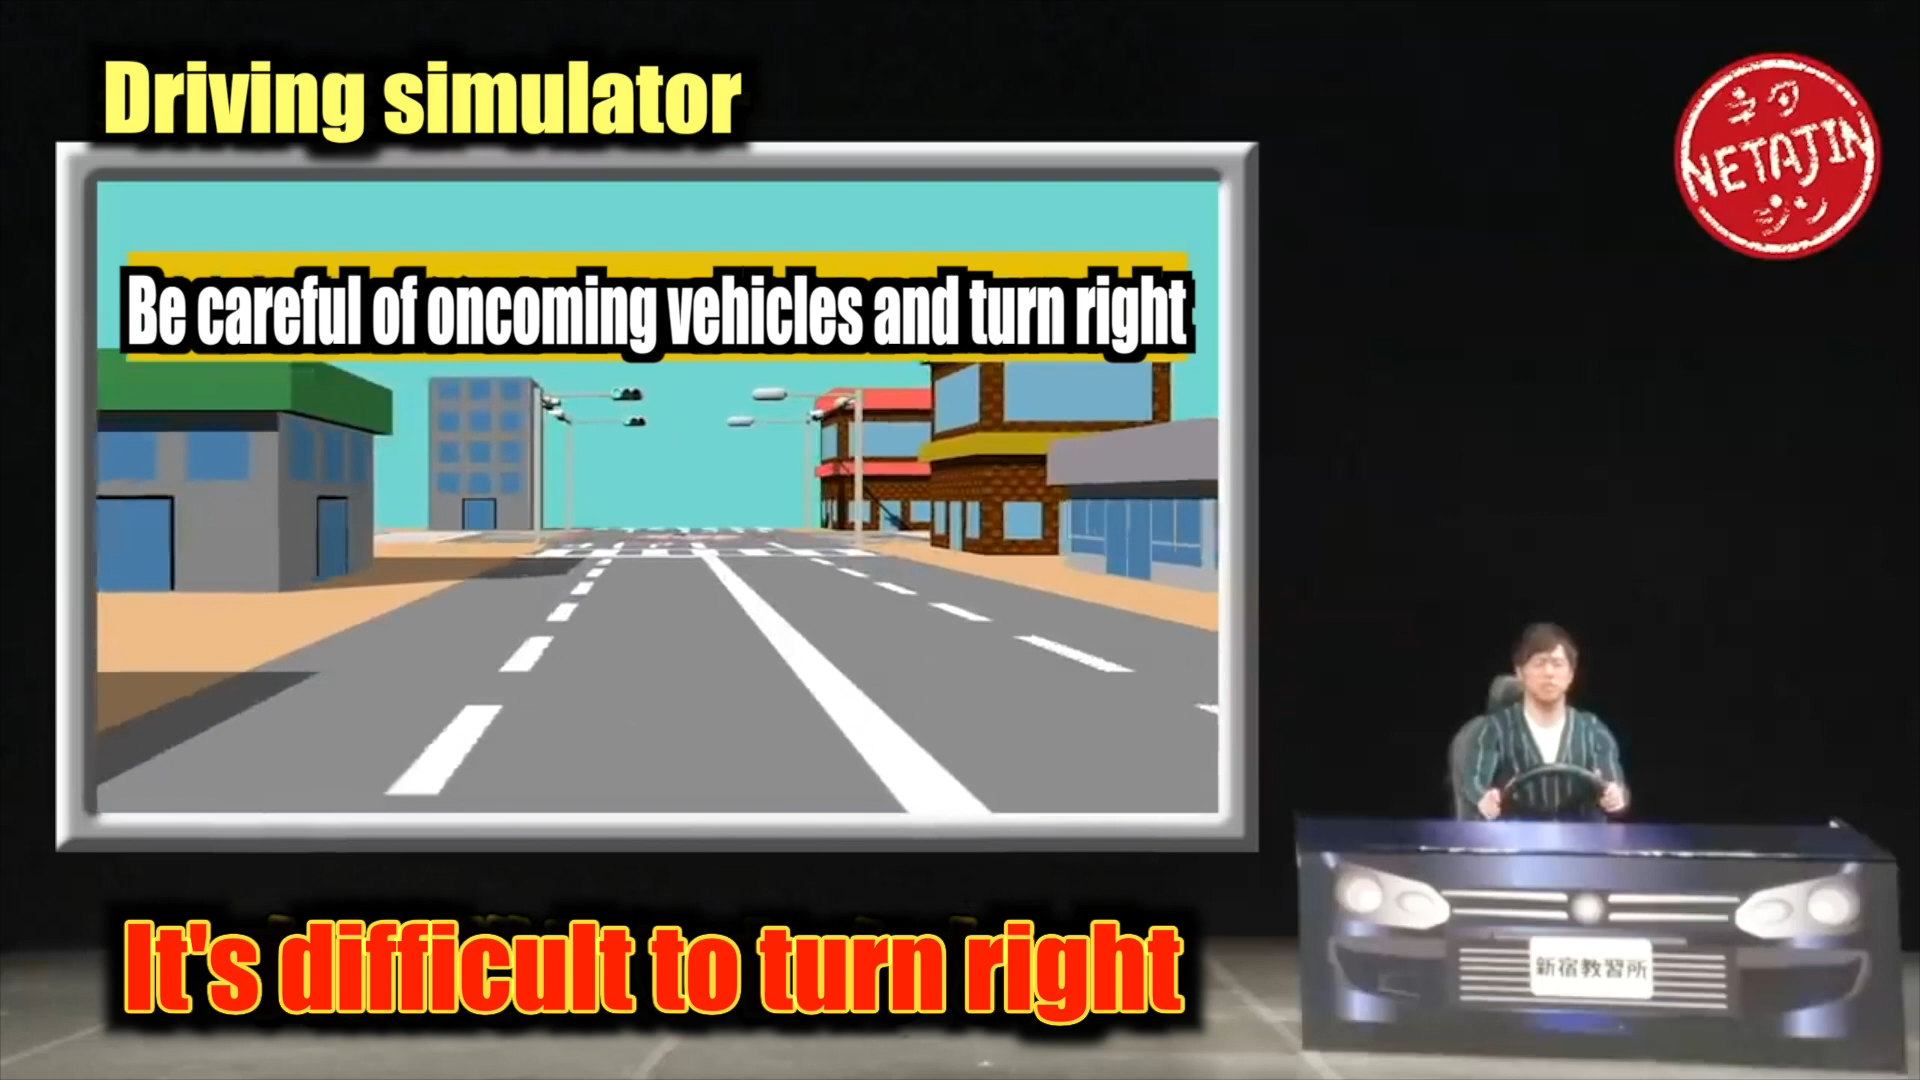 Driving simulator
ネタ
NETAJIN
ジン
Be careful of oncoming vehicles and turn right
It's difficult to turn right
新宿教習所